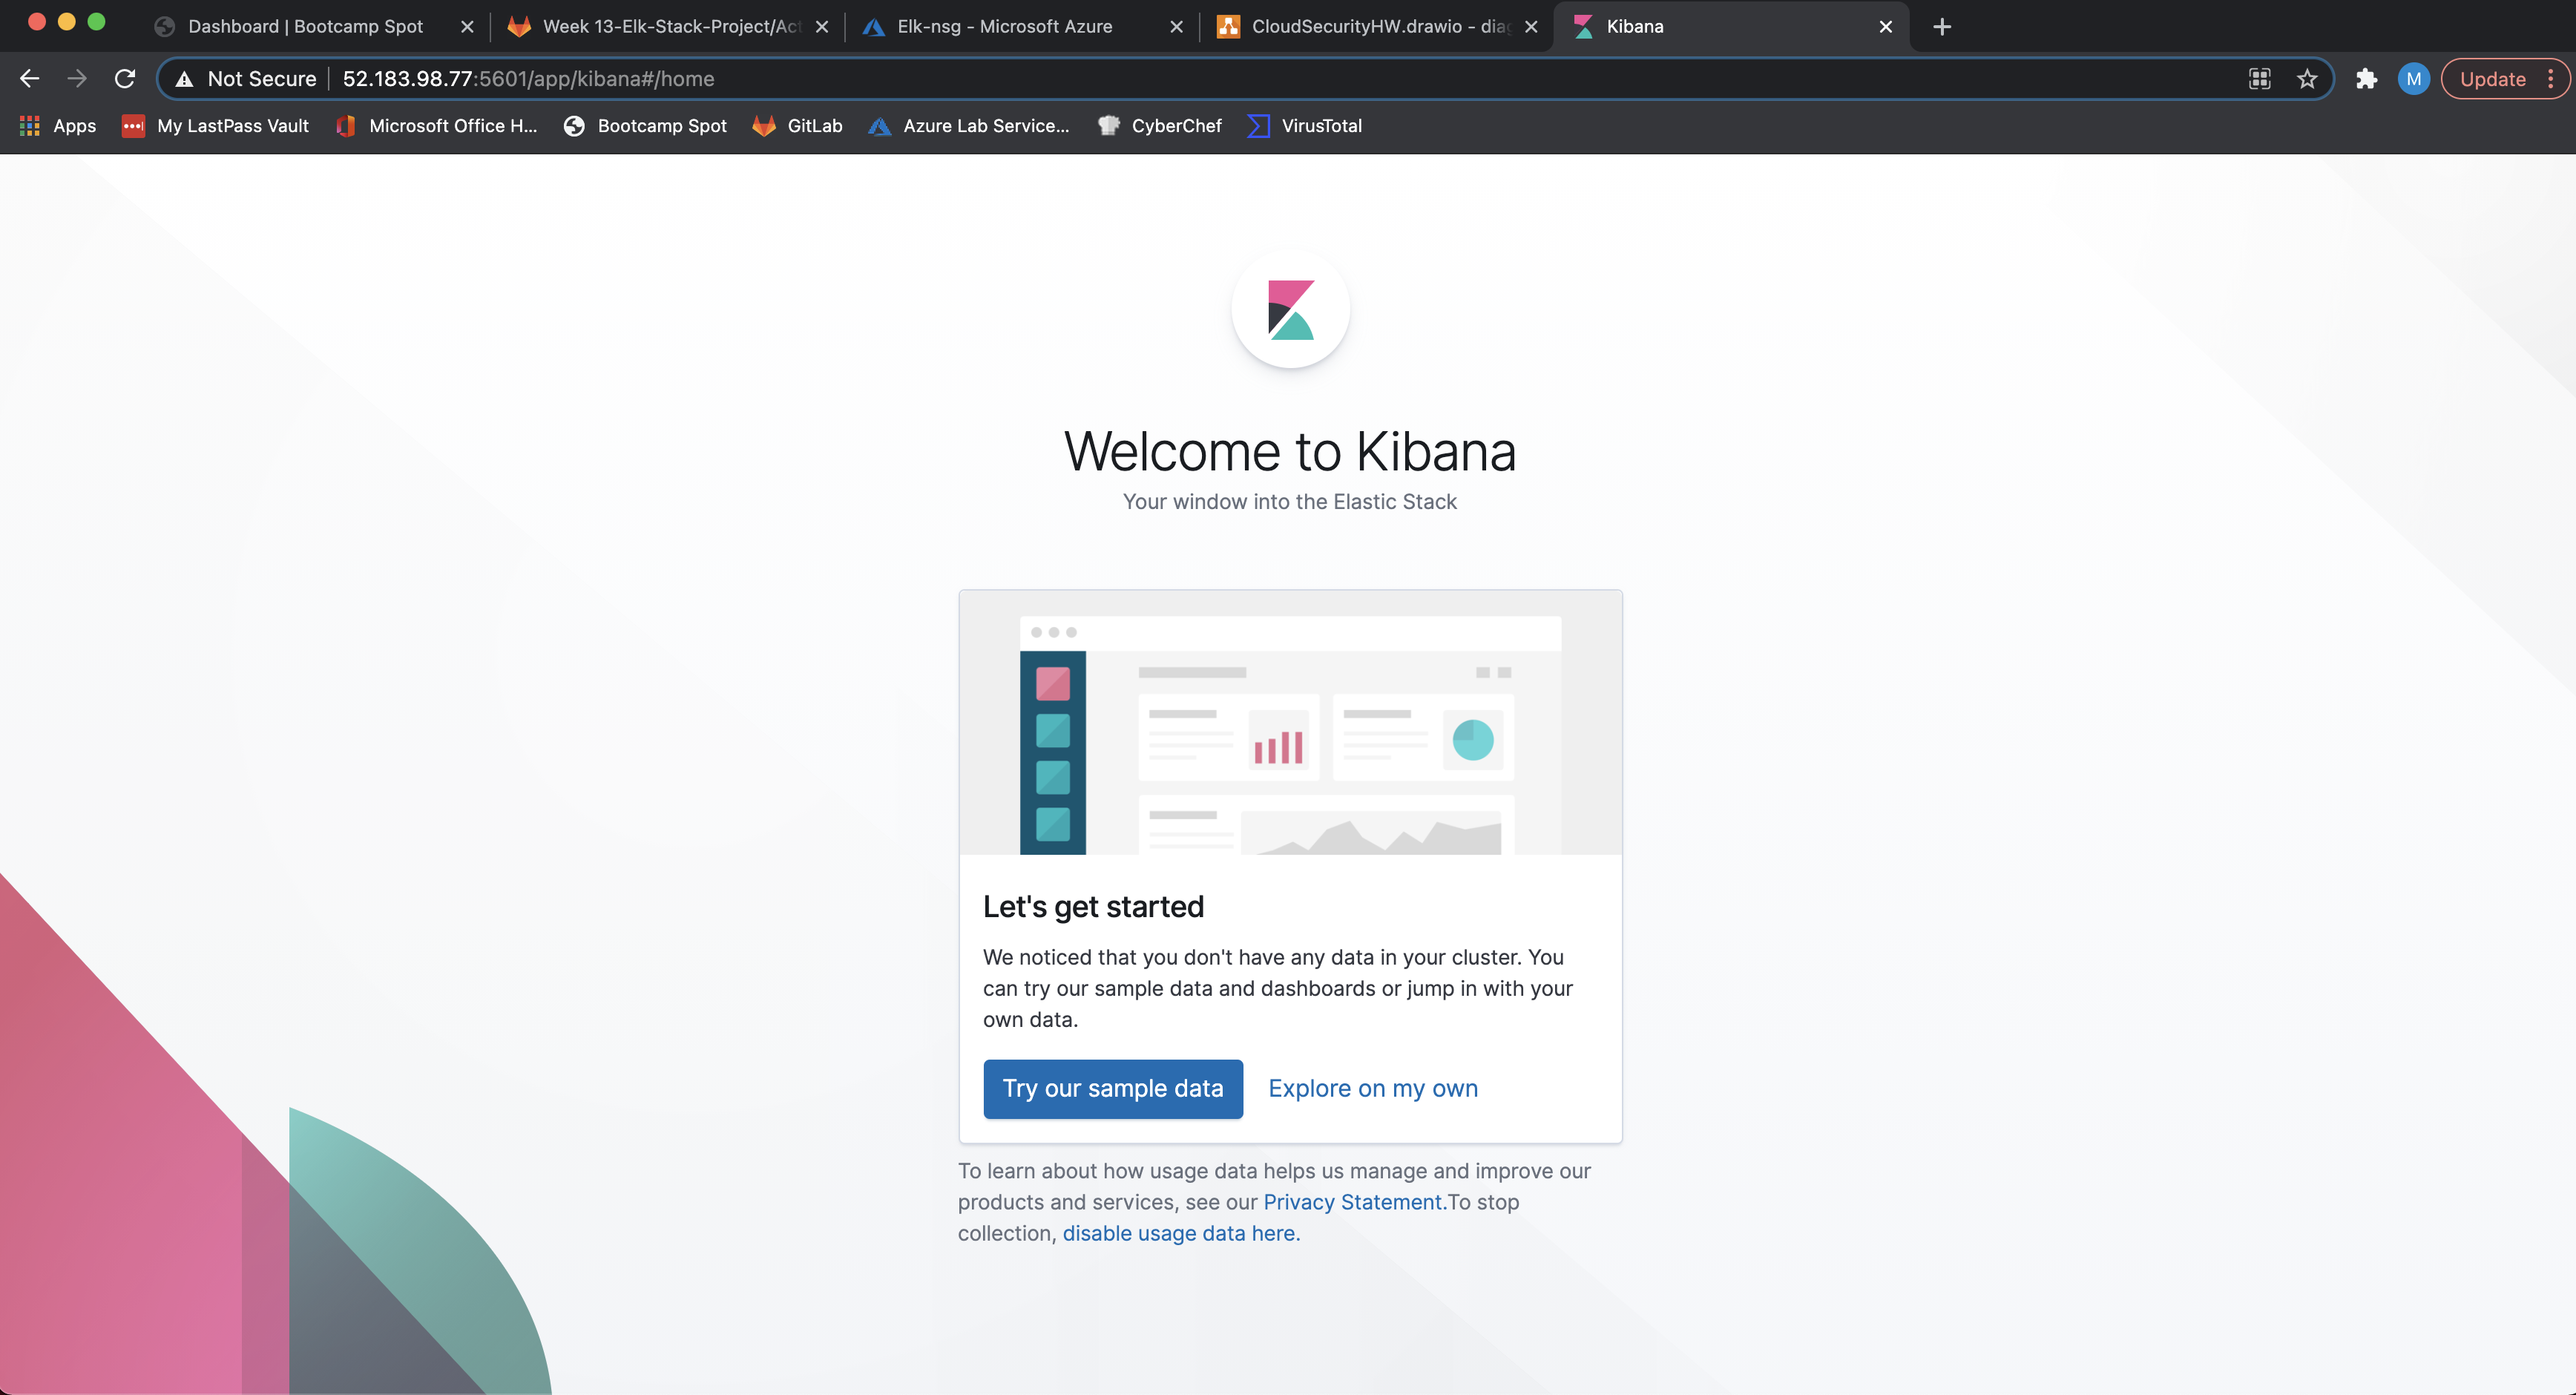 Dashboard | Bootcamp Spot
Week 13-Elk-Stack-Project/Act
Elk-nsg - Microsoft Azure
CloudSecurityHW.drawio - diag
Kibana
Not Secure
52.183.98.77:5601/app/kibana#/home
M
Update
Apps
My LastPass Vault
Microsoft Office H...
Bootcamp Spot
GitLab
Azure Lab Service...
CyberChef
VirusTotal
Welcome to Kibana
Your window into the Elastic Stack
Let's get started
We noticed that you don't have any data in your cluster. You
can try our sample data and dashboards or jump in with your
own data.
Try our sample data
Explore on my own
To learn about how usage data helps us manage and improve our
products and services, see our Privacy Statement.To stop
collection, disable usage data here.